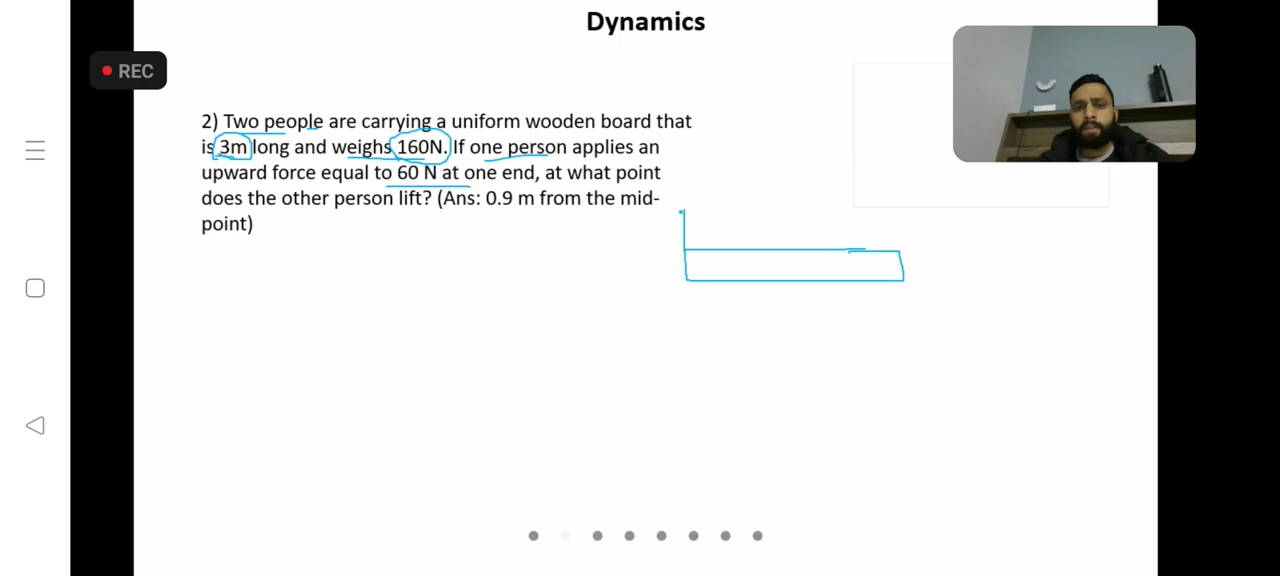 Dynamics
REC
2) Two people are carrying a uniform wooden board that
is 3m long and weighs 160N. If one person applies an
upward force equal to 60 N at one end, at what point
does the other person lift? (Ans: 0.9 m from the mid-
point)